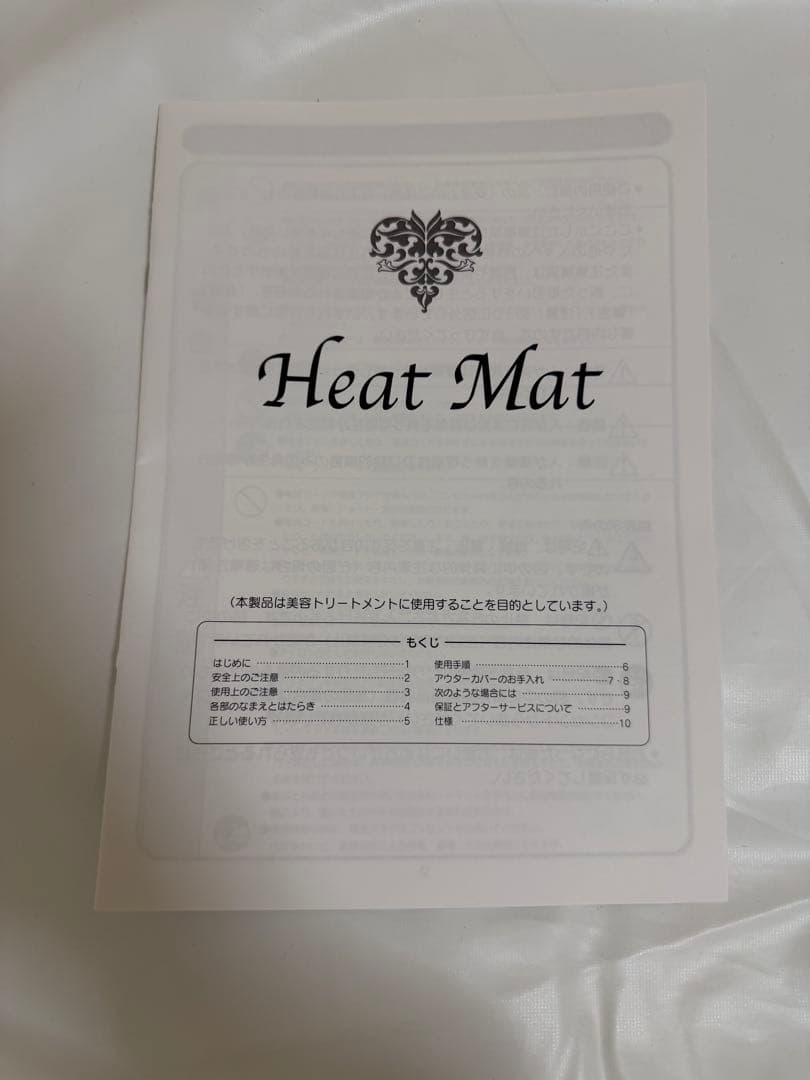 Heat Mat
(本製品は美容トリートメントに使用することを目的としています。)
もくじ
はじめに ……………………………………1
安全上のご注意 ……………………………2
使用上のご注意 ……………………………3
各部のなまえとはたらき …………………4
正しい使い方 ………………………………5
使用手順 ……………………………………6
アウターカバーのお手入れ ……………7・8
次のような場合には ………………………9
保証とアフターサービスについて ………9
仕様 ………………………………………10